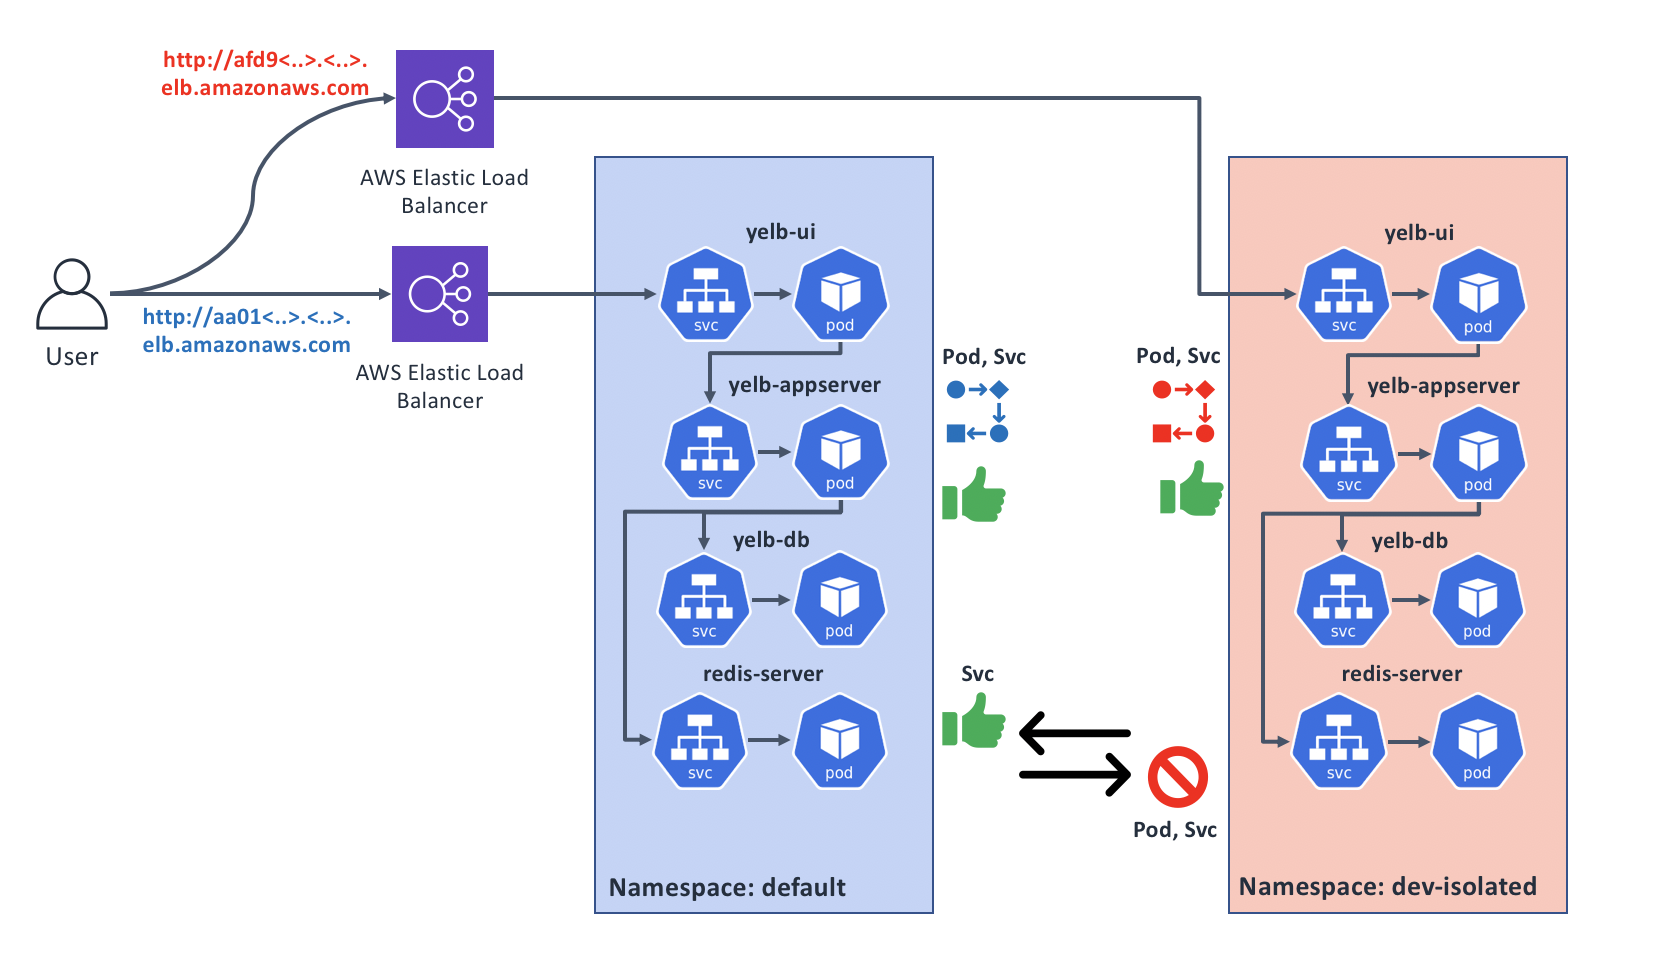 http://afd9<..>.<..>.
elb.amazonaws.com
AWS Elastic Load
Balancer
User
http://aa01<..>.<..>.
elb.amazonaws.com
AWS Elastic Load
Balancer
yelb-ui
svc
pod
yelb-appserver
svc
pod
yelb-db
svc
pod
redis-server
svc
pod
Namespace: default
Pod, Svc
Pod, Svc
Svc
Pod, Svc
yelb-ui
svc
pod
yelb-appserver
svc
pod
yelb-db
svc
pod
redis-server
svc
pod
Namespace: dev-isolated